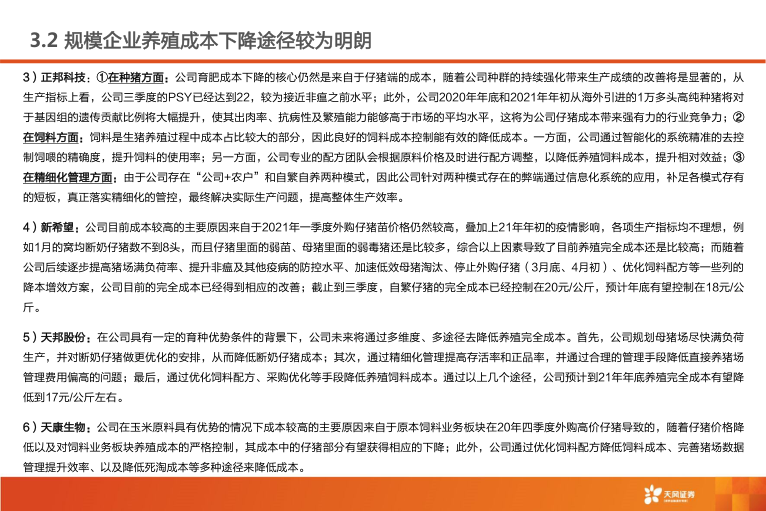 3.2 规模企业养殖成本下降途径较为明朗
3）正邦科技：①在种猪方面：公司育肥成本下降的核心仍然是来自于仔猪端的成本，随着公司种群的持续强化带来生产成绩的改善将是显著的，从
生产指标上看，公司三季度的PSY已经达到22，较为接近非瘟之前水平；此外，公司2020年年底和2021年年初从海外引进的1万多头高纯种猪将对
于基因组的遗传贡献比例将大幅提升，使其出肉率、抗病性及繁殖能力能够高于市场的平均水平，这将为公司仔猪成本带来强有力的行业竞争力；②
在饲料方面：饲料是生猪养殖过程中成本占比较大的部分，因此良好的饲料成本控制能有效的降低成本。一方面，公司通过智能化的系统精准的去控
制饲喂的精确度，提升饲料的使用率；另一方面，公司专业的配方团队会根据原料价格及时进行配方调整，以降低养殖饲料成本，提升相对效益；③
在精细化管理方面：由于公司存在“公司+农户”和自繁自养两种模式，因此公司针对两种模式存在的弊端通过信息化系统的应用，补足各模式存有
的短板，真正落实精细化的管控，最终解决实际生产问题，提高整体生产效率。
4）新希望：公司目前成本较高的主要原因来自于2021年一季度外购仔猪苗价格仍然较高，叠加上21年年初的疫情影响，各项生产指标均不理想，例
如1月的窝均断奶仔猪数不到8头，而且仔猪里面的弱苗、母猪里面的弱毒猪还是比较多，综合以上因素导致了目前养殖完全成本还是比较高；而随着
公司后续逐步提高猪场满负荷率、提升非瘟及其他疫病的防控水平、加速低效母猪淘汰、停止外购仔猪（3月底、4月初）、优化饲料配方等一些列的
降本增效方案，公司目前的完全成本已经得到相应的改善；截止到三季度，自繁仔猪的完全成本已经控制在20元/公斤，预计年底有望控制在18元/公
斤。
5）天邦股份：在公司具有一定的育种优势条件的背景下，公司未来将通过多维度、多途径去降低养殖完全成本。首先，公司规划母猪场尽快满负荷
生产，并对断奶仔猪做更优化的安排，从而降低断奶仔猪成本；其次，通过精细化管理提高存活率和正品率，并通过合理的管理手段降低直接养猪场
管理费用偏高的问题；最后，通过优化饲料配方、采购优化等手段降低养殖饲料成本。通过以上几个途径，公司预计到21年年底养殖完全成本有望降
低到17元/公斤左右。
6）天康生物：公司在玉米原料具有优势的情况下成本较高的主要原因来自于原本饲料业务板块在20年四季度外购高价仔猪导致的，随着仔猪价格降
低以及对饲料业务板块养殖成本的严格控制，其成本中的仔猪部分有望获得相应的下降；此外，公司通过优化饲料配方降低饲料成本、完善猪场数据
管理提升效率、以及降低死淘成本等多种途径来降低成本。
天风证券